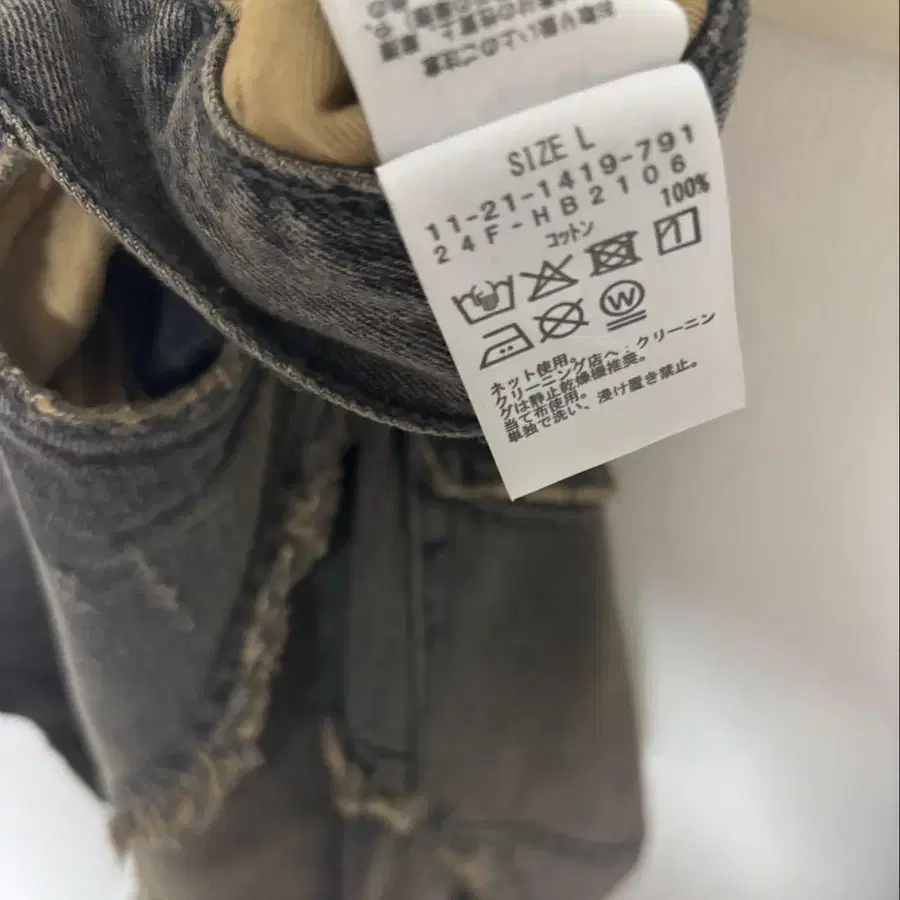 SIZE L
11-21-1419-791
24F-HB2106
コットン 100%
W
ネット使用。
クリーニング店へ：クリーニン
グは静止乾燥機推奨。
当て布使用。
単独で洗い、浸け置き禁止。